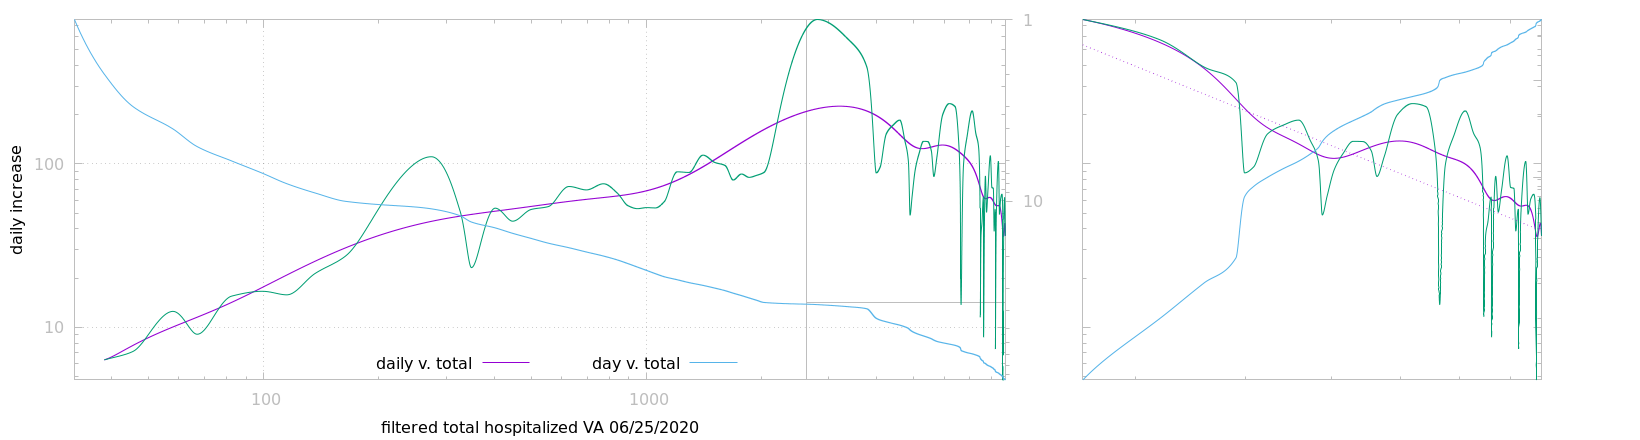 1
100
10
10
daily increase
daily v. total
day v. total
100
1000
filtered total hospitalized VA 06/25/2020